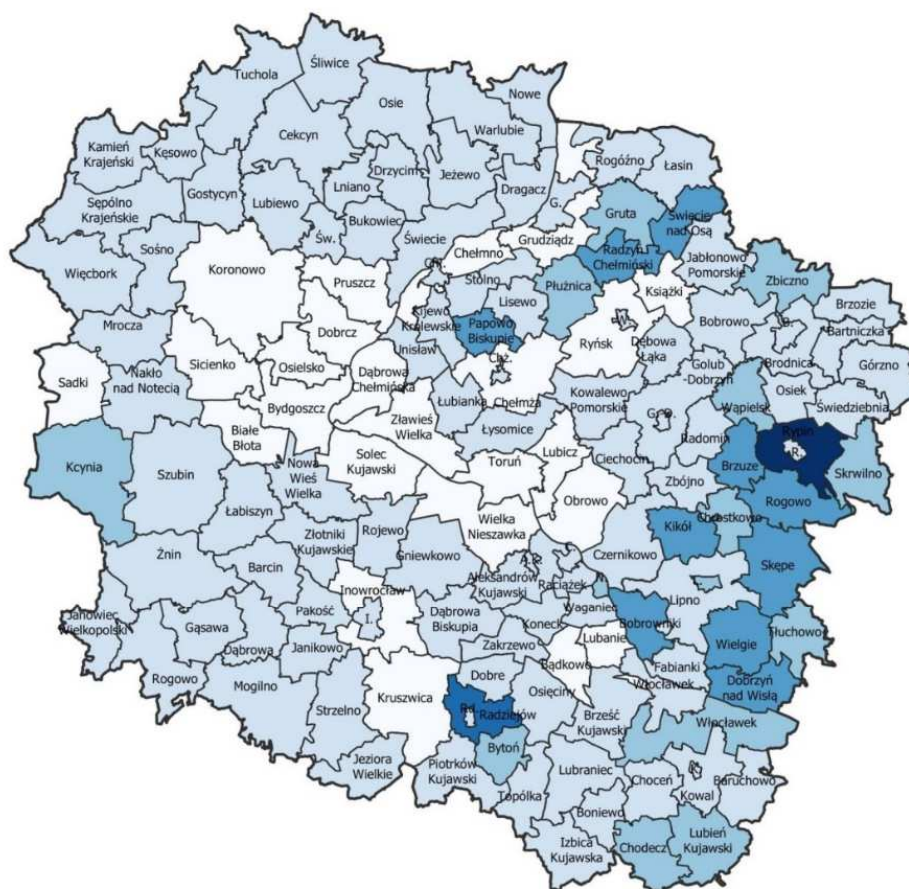 Śliwice
Tuchola
Nowe
Osie
Cekcyn
Warlubie
Kamień
Krajeński
Kęsowo
Rogóźno
Łasin
Drzycim
Jeżewo
Lniano
Gostycyn
Dragacz
G.
Sępólno
Krajeńskie
Lubiewo
Gruta
Święcie
nad Osą
Bukowiec
Św.
Świecie
Grudziądz
Sośno
Chełmno
Radzyń
Chełmiński
Więcbork
Koronowo
Jabłonowo
Pomorskie
Stolno
Zbiczno
Pruszcz
Płużnica
Książki
Lisewo
Brzozie
Kijewo
Królewskie
Mrocza
Dobrcz
Papowo
Biskupie
W.
Bobrowo
B.
Bartniczka
Ryńsk
Dębowa
Łąka
Unisław
Sicienko
Osielsko
Chż.
Golub
-Dobrzyń
Brodnica
Górzno
Sadki
Nakło
nad Notecią
Dąbrowa
Chełmińska
Chełmża
Kowalewo
Pomorskie
Osiek
Łubianka
Wąpielsk
Świedziebnia
Bydgoszcz
Zławieś
Wielka
G.-D.
Łysomice
Radomin
Rypin
R.
Białe
Błota
Solec
Kujawski
Toruń
Lubicz
Ciechocin
Kcynia
Szubin
Nowa
Wieś
Wielka
Brzuze
Skrwilno
Zbójno
Obrowo
Rogowo
Łabiszyn
Wielka
Nieszawka
Chrostkowo
Złotniki
Kujawskie
Rojewo
Kikół
Żnin
Gniewkowo
Czernikowo
Skępe
Barcin
Aleksandrów
Kujawski
Raciążek
N.
Inowrocław
Lipno
Janowiec
Wielkopolski
Pakość
I.
Dąbrowa
Biskupia
Koneck
Waganiec
Bobrowniki
Tłuchowo
Gąsawa
Lubanie
Wielgie
Dąbrowa
Janikowo
Zakrzewo
Bądkowo
Fabianki
Rogowo
Dobre
Włocławek
Dobrzyń
nad Wisłą
Mogilno
Kruszwica
Osięciny
Strzelno
Rd.
Radziejów
Brześć
Kujawski
Włocławek
Bytoń
Jeziora
Wielkie
Piotrków
Kujawski
Lubraniec
Choceń
Baruchowo
Kowal
Topólka
Boniewo
Izbica
Kujawska
Chodecz
Lubień
Kujawski